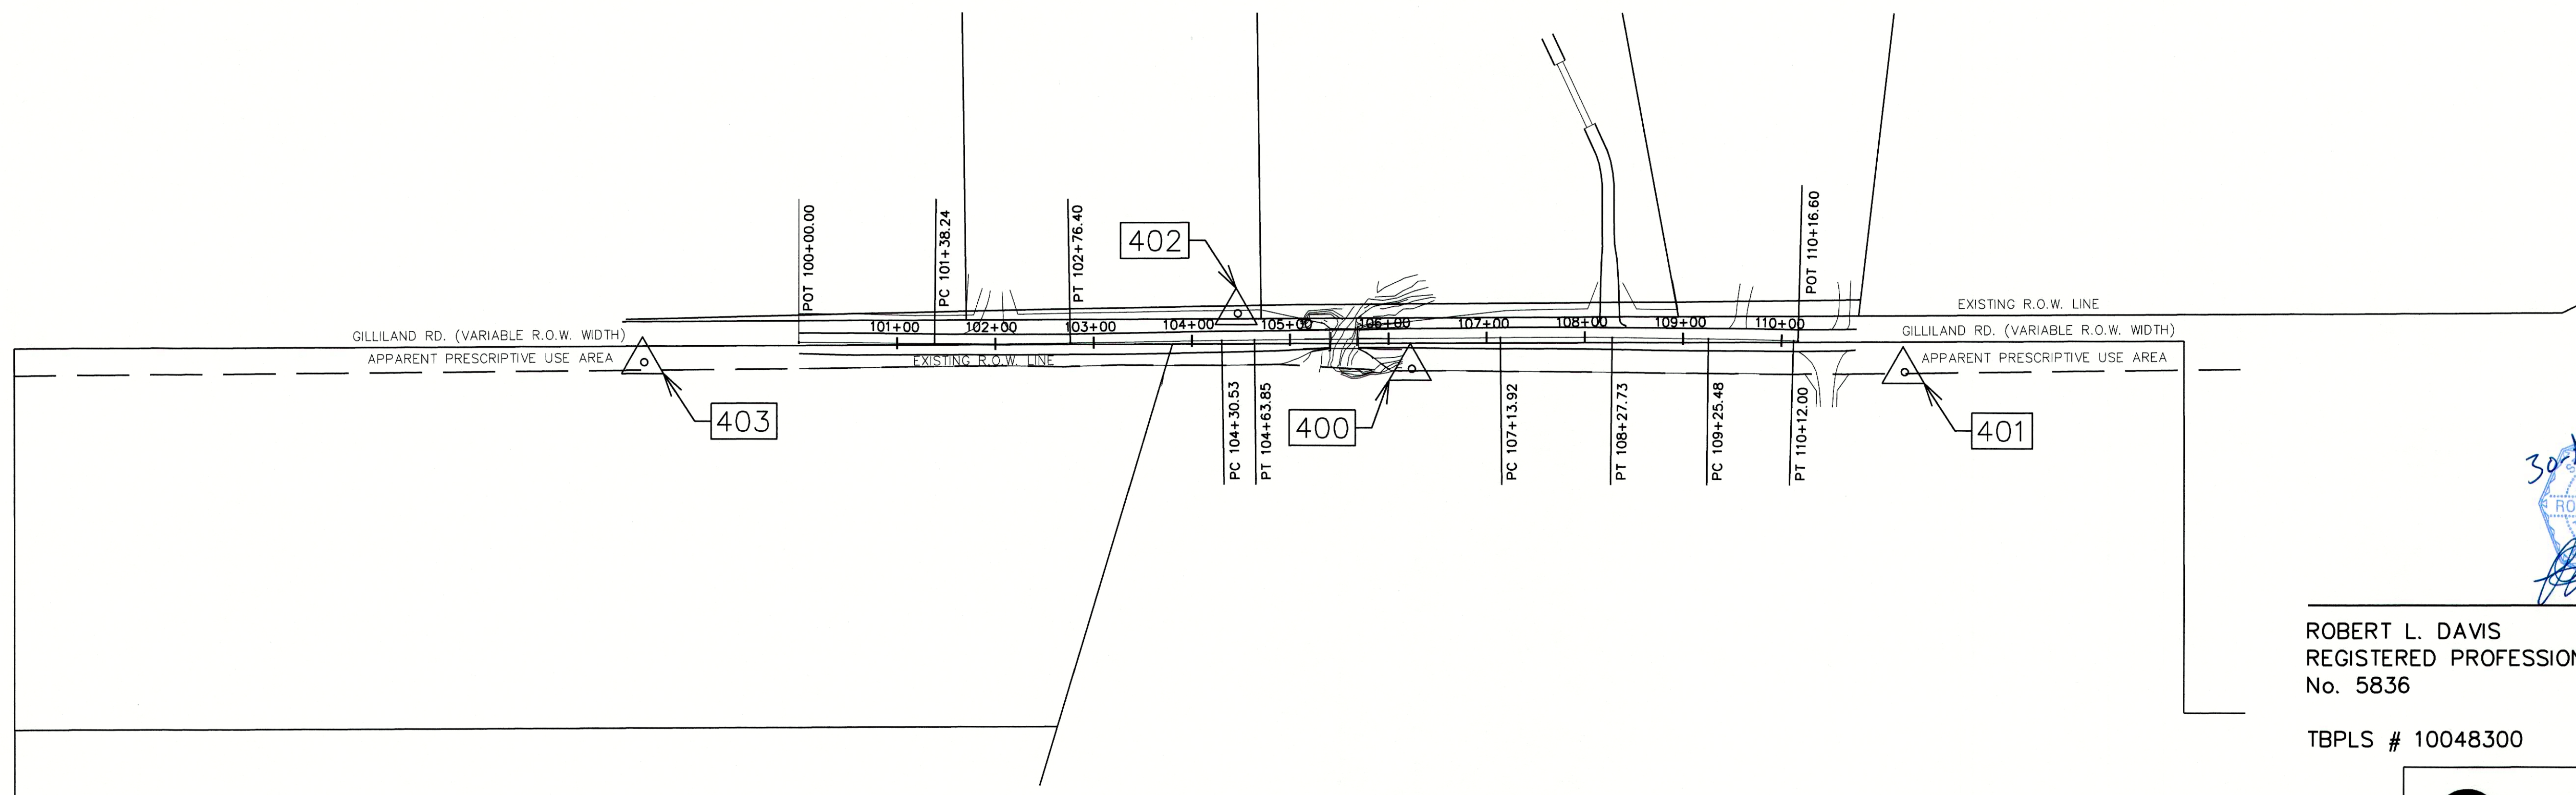 POT 100+00.00
PC 101+38.24
PT 102+76.40
402
POT 110+16.60
EXISTING R.O.W. LINE
GILLILAND RD. (VARIABLE R.O.W. WIDTH)
101+00
102+00
103+00
104+00
105+00
106+00
107+00
108+00
109+00
110+00
GILLILAND RD. (VARIABLE R.O.W. WIDTH)
APPARENT PRESCRIPTIVE USE AREA
EXISTING R.O.W. LINE
APPARENT PRESCRIPTIVE USE AREA
403
PC 104+30.53
PT 104+63.85
400
PC 107+13.92
PT 108+27.73
PC 109+25.48
PT 110+12.00
401
30-
RO
ROBERT L. DAVIS
REGISTERED PROFESSION
No. 5836
TBPLS # 10048300